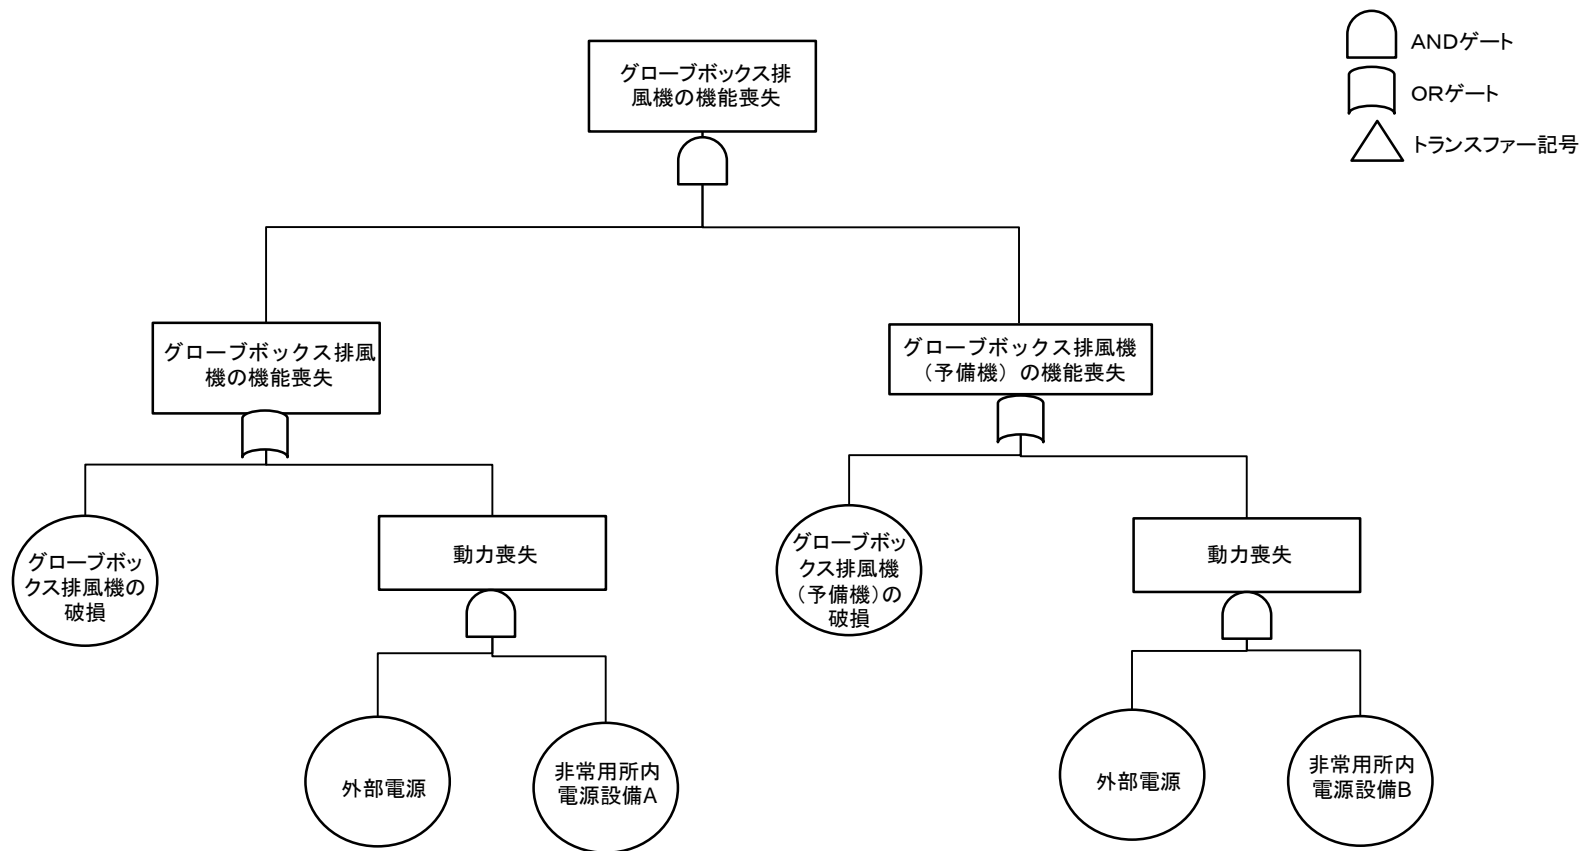 グローブボックス排
風機の機能喪失
ANDゲート
ORゲート
トランスファー記号
グローブボックス排風
機の機能喪失
グローブボックス排風機
（予備機）の機能喪失
グローブボッ
クス排風機の
破損
動力喪失
グローブボッ
クス排風機
（予備機）の
破損
動力喪失
外部電源
非常用所内
電源設備A
外部電源
非常用所内
電源設備B